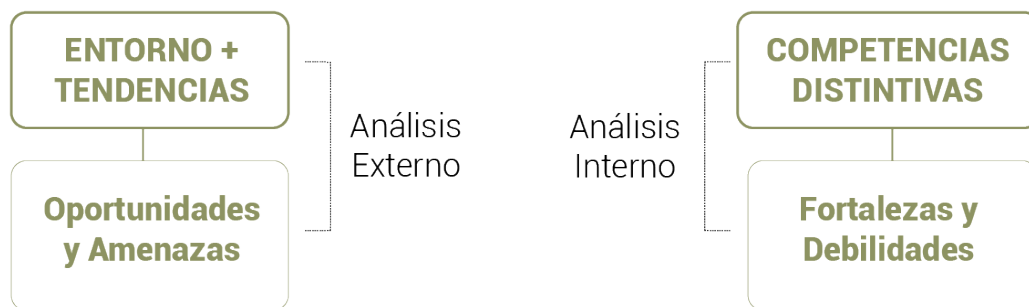 ENTORNO +
TENDENCIAS
Oportunidades
y Amenazas
Análisis
Externo
Análisis
Interno
COMPETENCIAS
DISTINTIVAS
Fortalezas y
Debilidades